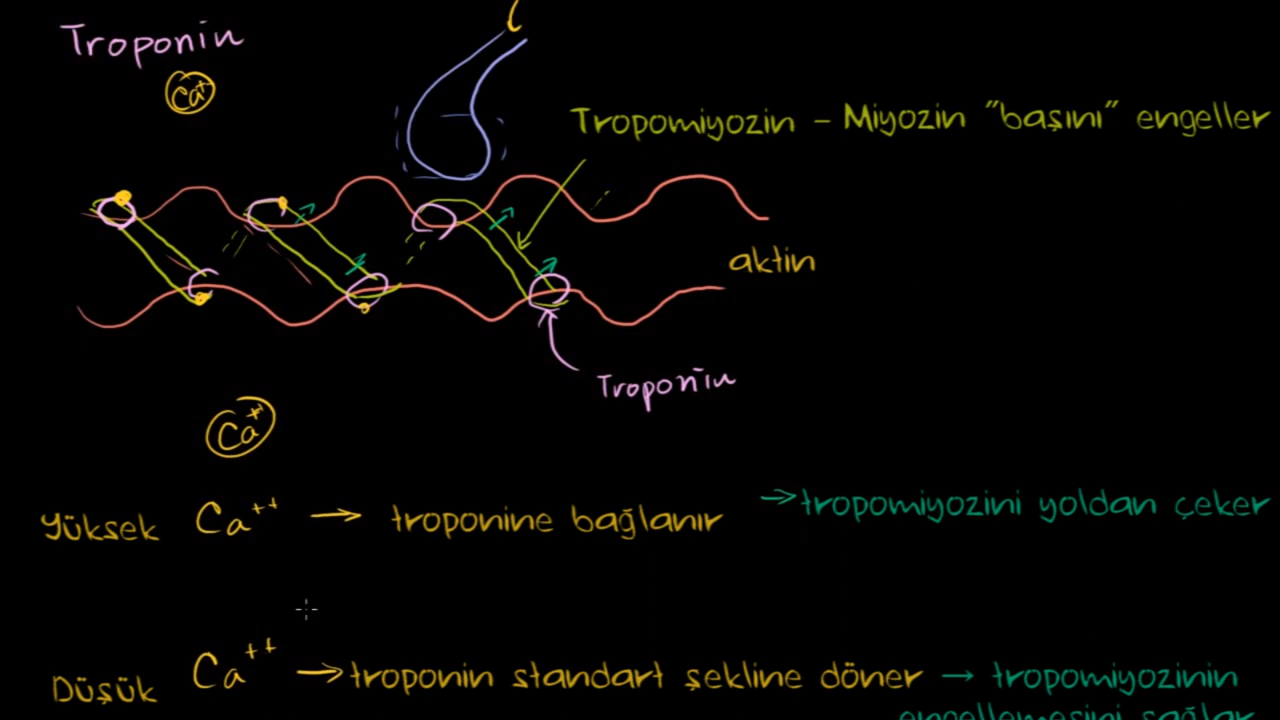 Troponin
Ca⁺
Tropomiyozin – Miyozin "başını" engeller
aktin
Troponin
Ca⁺
Yüksek Ca⁺⁺ → troponine bağlanır → tropomiyozini yoldan çeker
Düşük Ca⁺⁺ → troponin standart şekline döner → tropomiyozinin